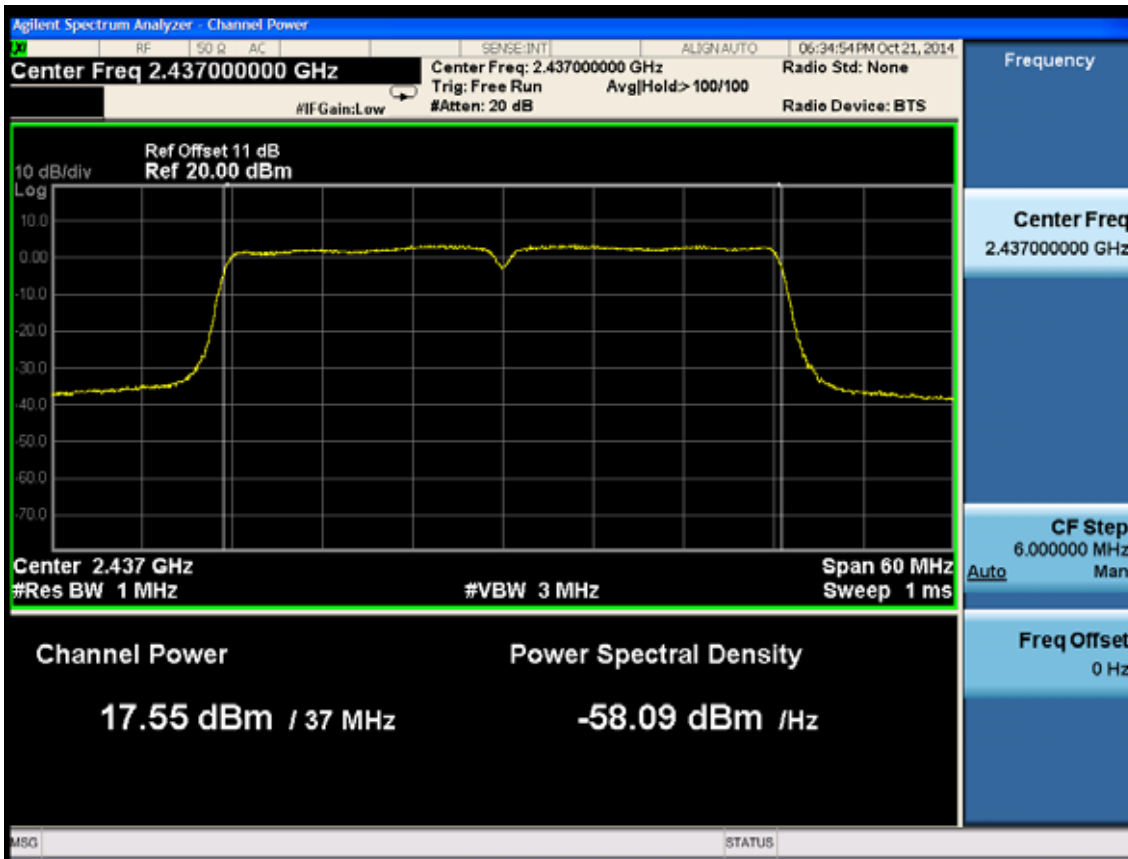 Agilent Spectrum Analyzer - Channel Power
RF 50 Ω AC SENSE:INT ALIGNAUTO 06:34:54 PM Oct 21, 2014
Center Freq 2.437000000 GHz
Center Freq: 2.437000000 GHz Radio Std: None
Trig: Free Run Avg|Hold:> 100/100
#IFGain:Low #Atten: 20 dB Radio Device: BTS
Ref Offset 11 dB
10 dB/div Ref 20.00 dBm
Log
10.0
0.00
-10.0
-20.0
-30.0
-40.0
-50.0
-60.0
-70.0
Center 2.437 GHz Span 60 MHz
#Res BW 1 MHz #VBW 3 MHz Sweep 1 ms
Channel Power Power Spectral Density
17.55 dBm / 37 MHz -58.09 dBm /Hz
MSG STATUS
Frequency
Center Freq
2.437000000 GHz
CF Step
6.000000 MHz
Auto Man
Freq Offset
0 Hz